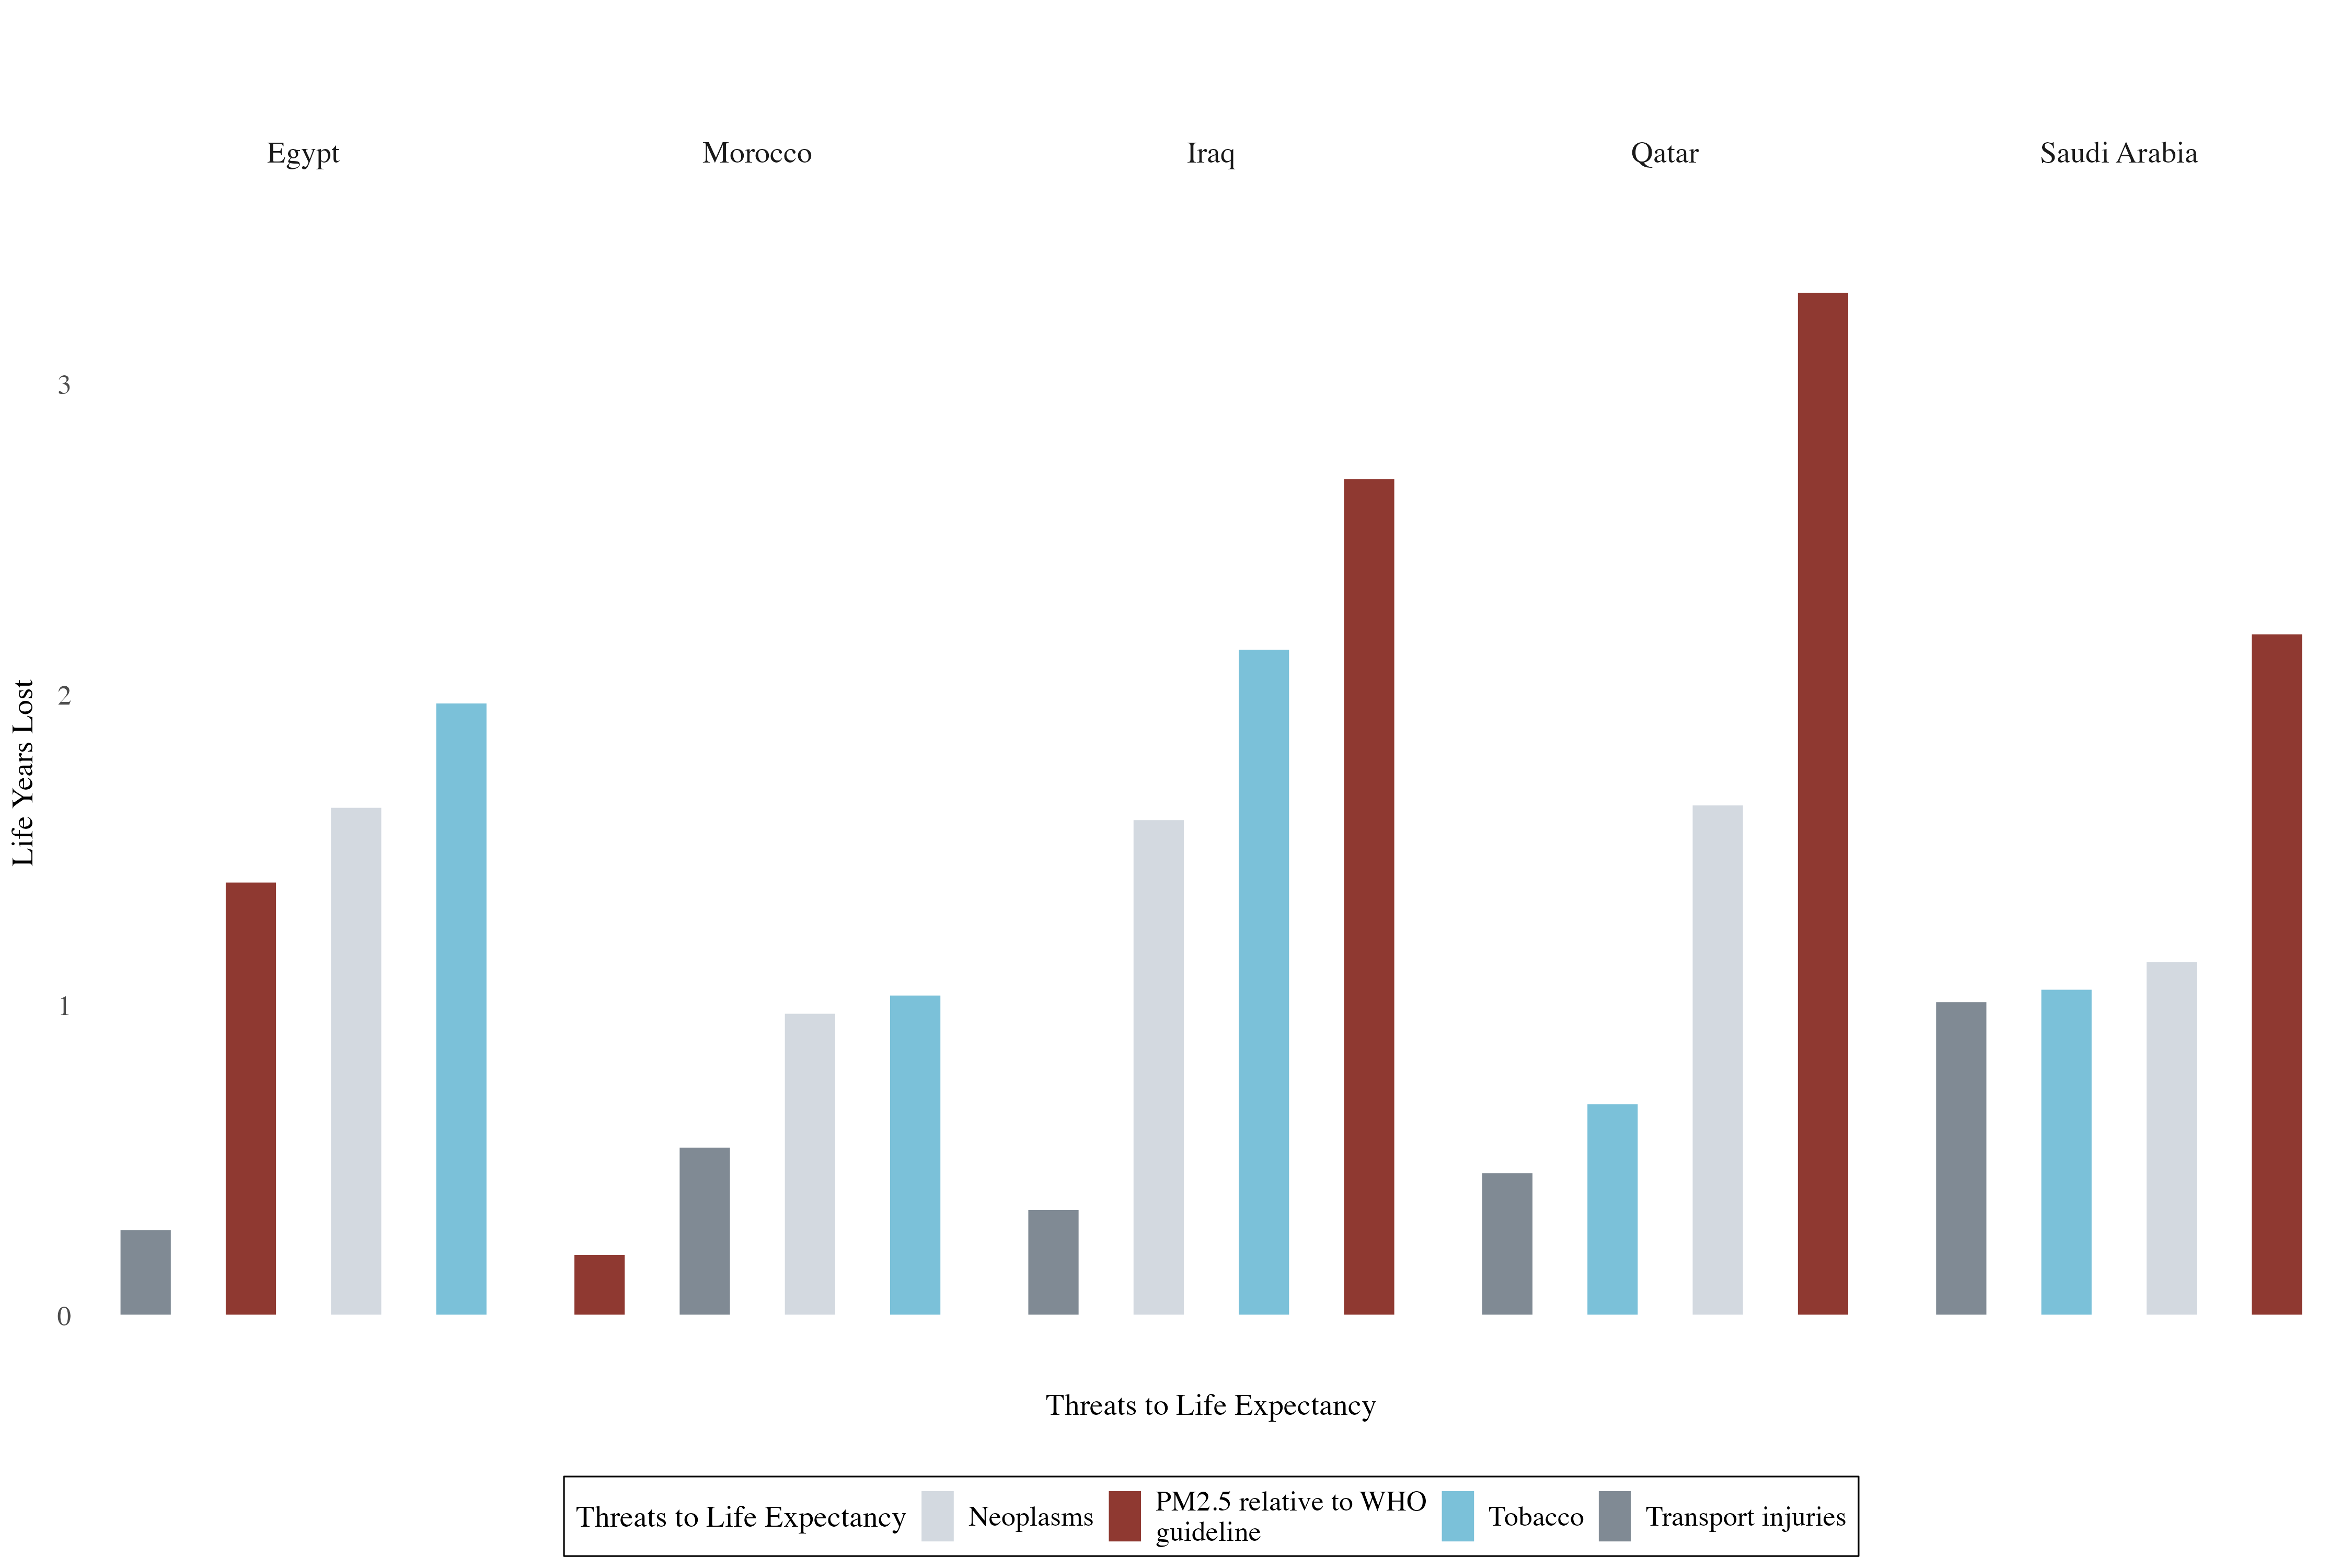 Egypt
Morocco
Iraq
Qatar
Saudi Arabia
3
2
1
0
Life Years Lost
Threats to Life Expectancy
Threats to Life Expectancy
Neoplasms
PM2.5 relative to WHO
guideline
Tobacco
Transport injuries